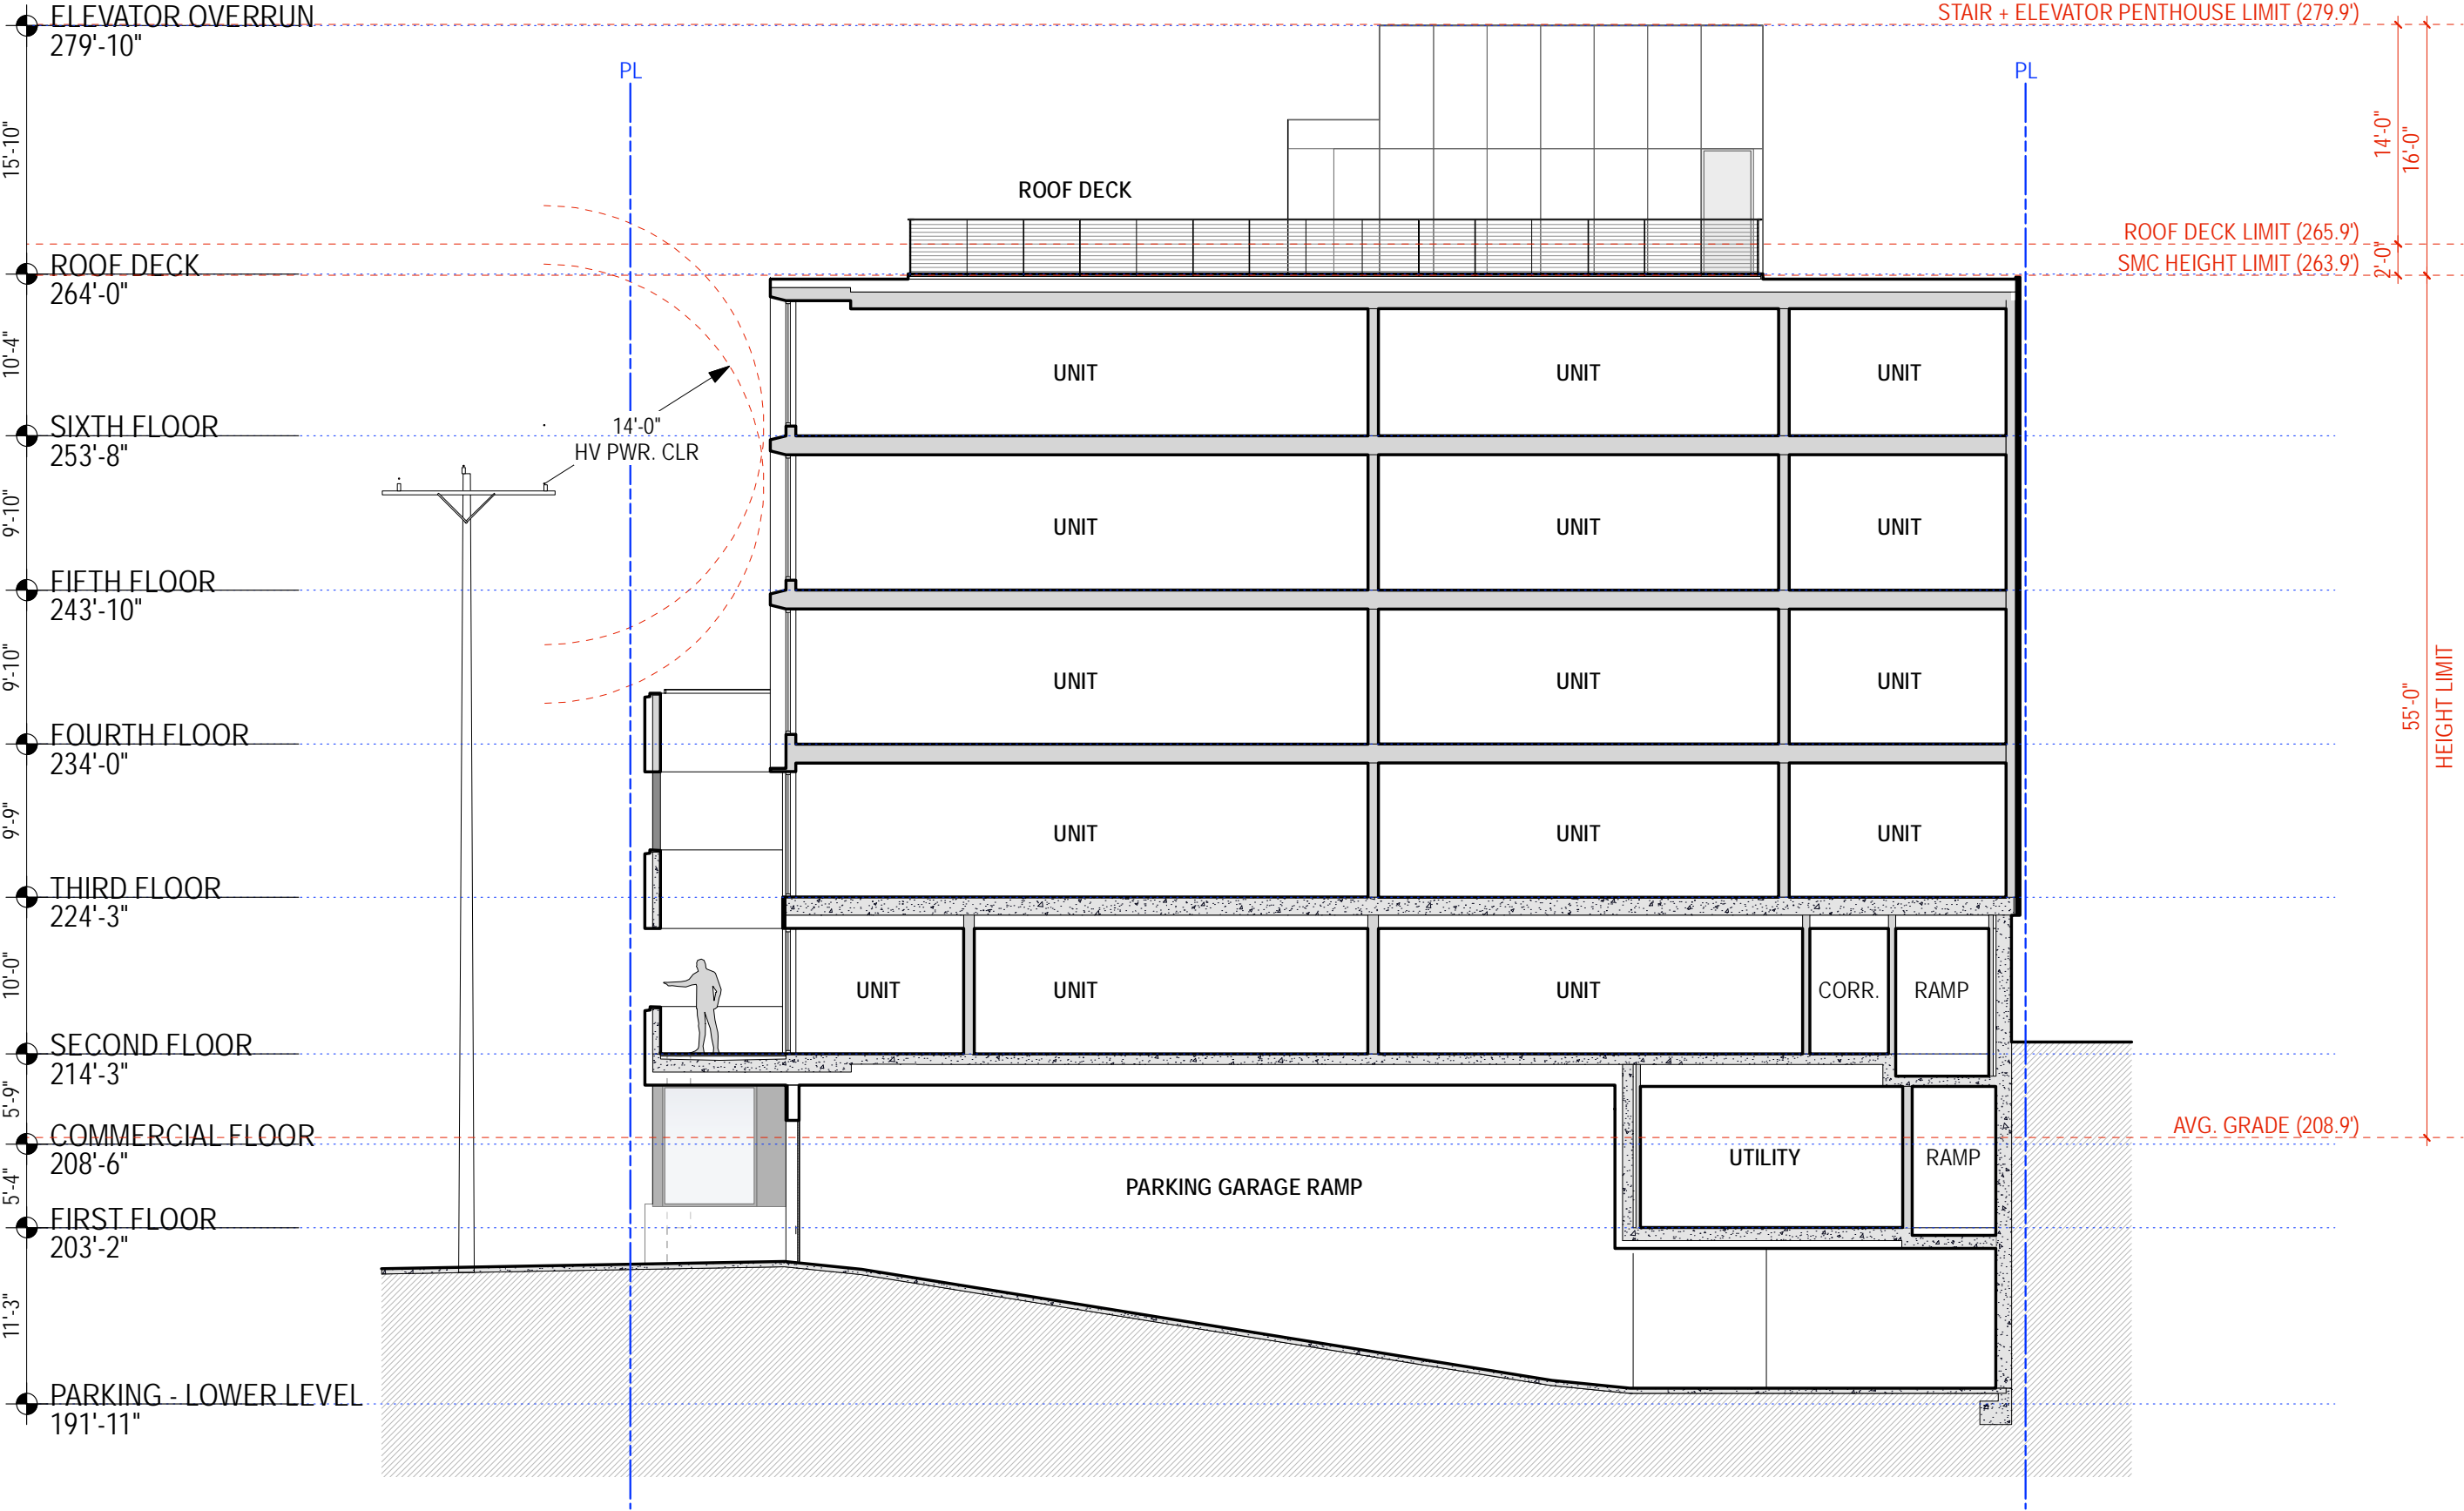 ELEVATOR OVERRUN
279'-10"
STAIR + ELEVATOR PENTHOUSE LIMIT (279.9')
PL
PL
15'-10"
14'-0"
16'-0"
ROOF DECK
ROOF DECK LIMIT (265.9')
ROOF DECK
264'-0"
SMC HEIGHT LIMIT (263.9')
2'-0"
10'-4"
UNIT
UNIT
UNIT
14'-0"
HV PWR. CLR
SIXTH FLOOR
253'-8"
9'-10"
UNIT
UNIT
UNIT
FIFTH FLOOR
243'-10"
9'-10"
UNIT
UNIT
UNIT
55'-0"
HEIGHT LIMIT
FOURTH FLOOR
234'-0"
9'-9"
UNIT
UNIT
UNIT
THIRD FLOOR
224'-3"
10'-0"
UNIT
UNIT
UNIT
CORR.
RAMP
SECOND FLOOR
214'-3"
5'-9"
COMMERCIAL FLOOR
208'-6"
AVG. GRADE (208.9')
UTILITY
RAMP
5'-4"
PARKING GARAGE RAMP
FIRST FLOOR
203'-2"
11'-3"
PARKING - LOWER LEVEL
191'-11"